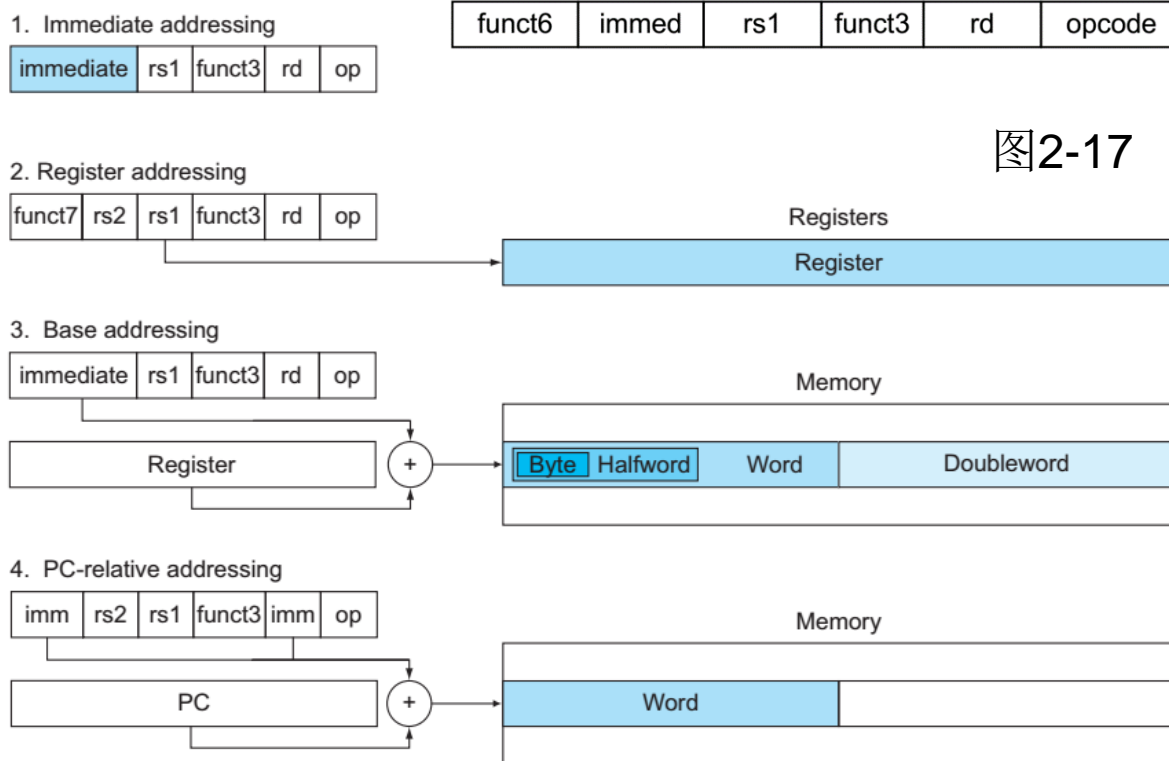 1. Immediate addressing
immediate rs1 funct3 rd op
funct6 immed rs1 funct3 rd opcode
图2-17
2. Register addressing
funct7 rs2 rs1 funct3 rd op
Registers
Register
3. Base addressing
immediate rs1 funct3 rd op
Memory
Register + Byte Halfword Word Doubleword
4. PC-relative addressing
imm rs2 rs1 funct3 imm op
Memory
PC + Word